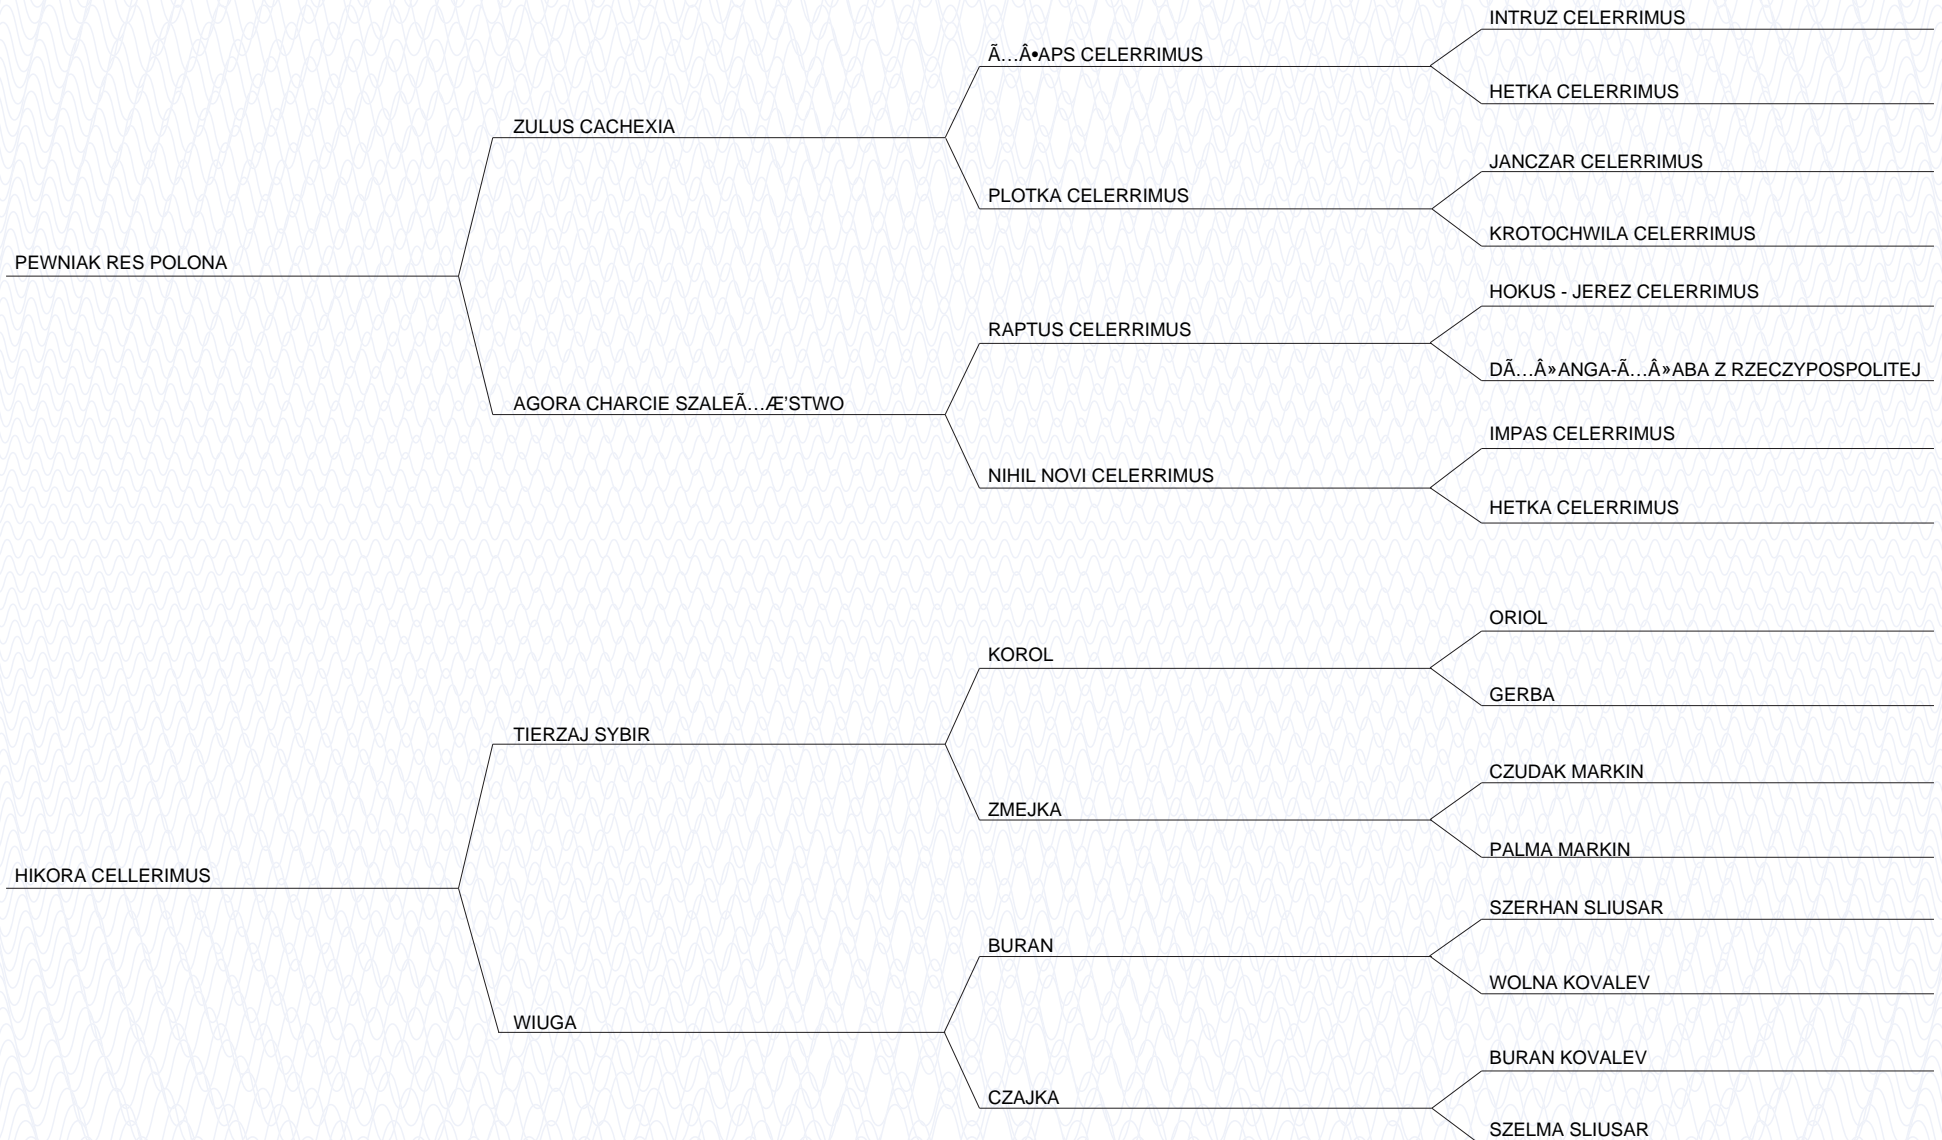 INTRUZ CELERRIMUS
Ã…Â•APS CELERRIMUS
HETKA CELERRIMUS
ZULUS CACHEXIA
JANCZAR CELERRIMUS
PLOTKA CELERRIMUS
KROTOCHWILA CELERRIMUS
PEWNIAK RES POLONA
HOKUS - JEREZ CELERRIMUS
RAPTUS CELERRIMUS
DÃ…Â»ANGA-Ã…Â»ABA Z RZECZYPOSPOLITEJ
AGORA CHARCIE SZALEÃ…Æ’STWO
IMPAS CELERRIMUS
NIHIL NOVI CELERRIMUS
HETKA CELERRIMUS
ORIOL
KOROL
GERBA
TIERZAJ SYBIR
CZUDAK MARKIN
ZMEJKA
PALMA MARKIN
HIKORA CELLERIMUS
SZERHAN SLIUSAR
BURAN
WOLNA KOVALEV
WIUGA
BURAN KOVALEV
CZAJKA
SZELMA SLIUSAR